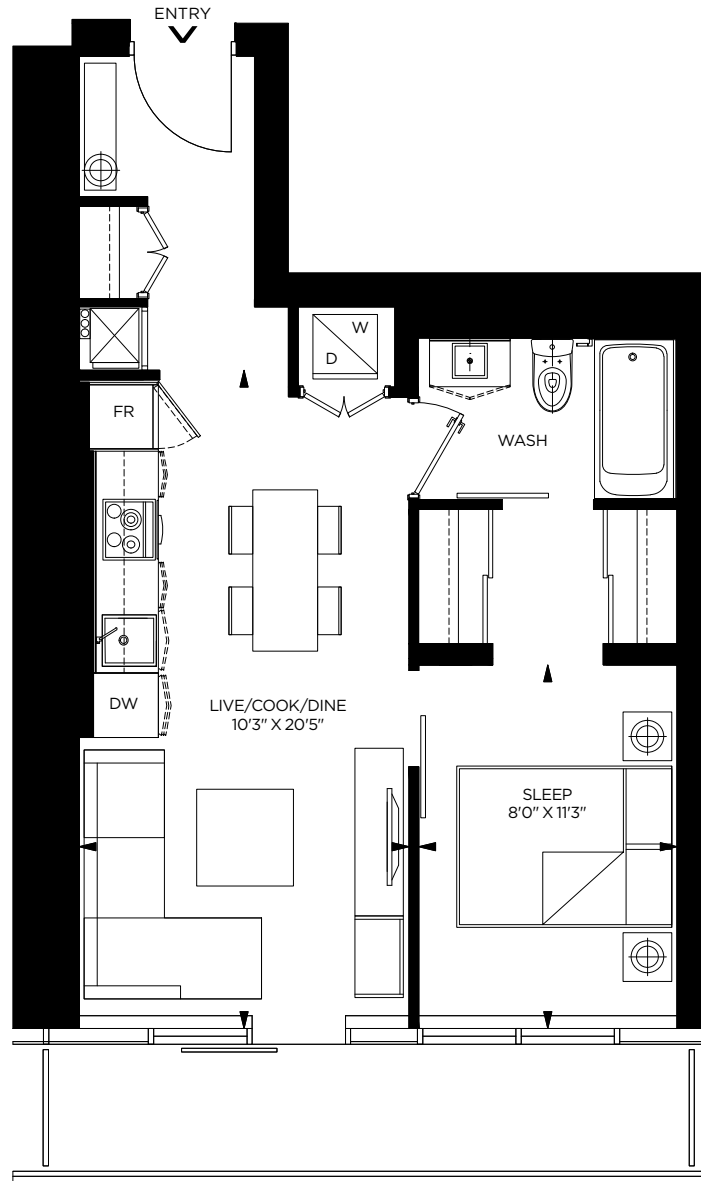 ENTRY
W
D
FR
WASH
DW
LIVE/COOK/DINE
10'3" X 20'5"
SLEEP
8'0" X 11'3"